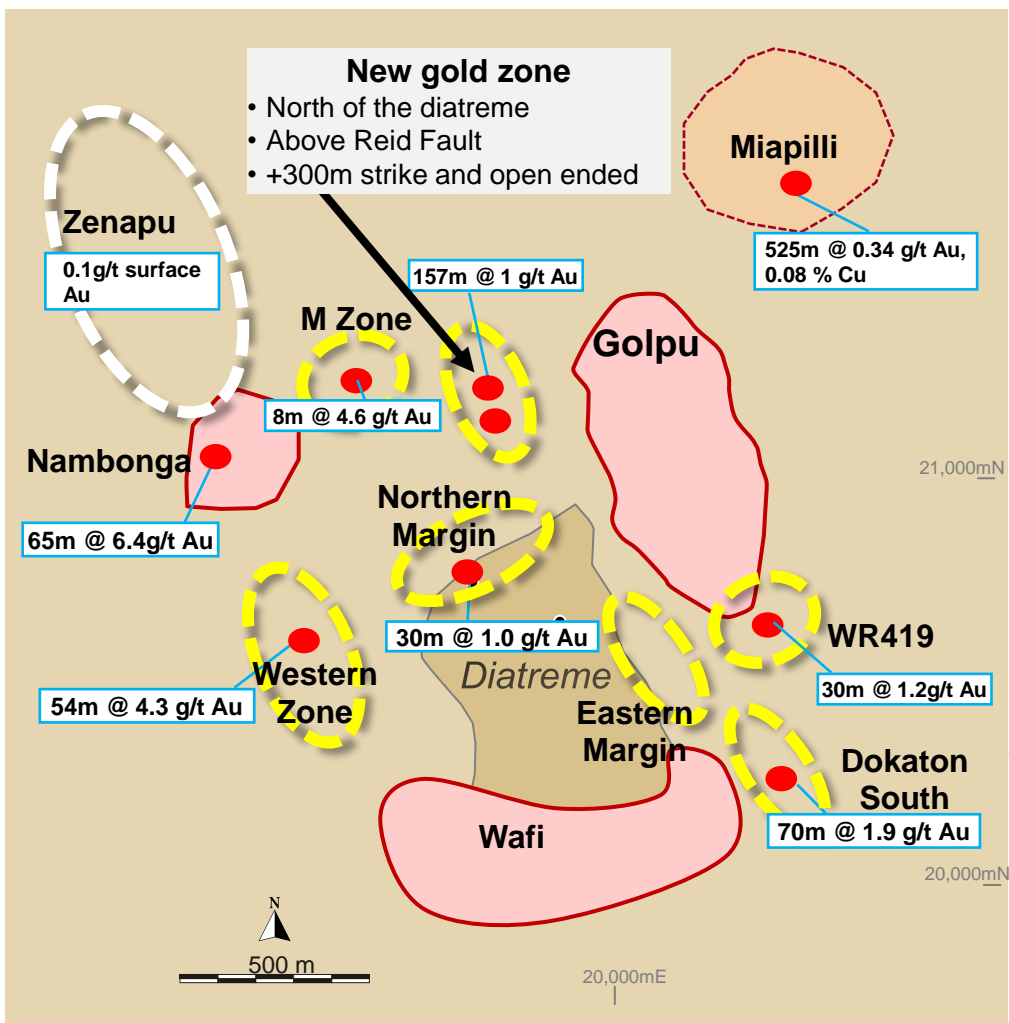 New gold zone
• North of the diatreme
• Above Reid Fault
• +300m strike and open ended
Miapilli
525m @ 0.34 g/t Au,
0.08 % Cu
Zenapu
0.1g/t surface
Au
157m @ 1 g/t Au
M Zone
8m @ 4.6 g/t Au
Golpu
Nambonga
65m @ 6.4g/t Au
21,000mN
Northern
Margin
30m @ 1.0 g/t Au
Diatreme
WR419
30m @ 1.2g/t Au
Western
Zone
54m @ 4.3 g/t Au
Eastern
Margin
Dokaton
South
70m @ 1.9 g/t Au
Wafi
20,000mN
N
500 m
20,000mE